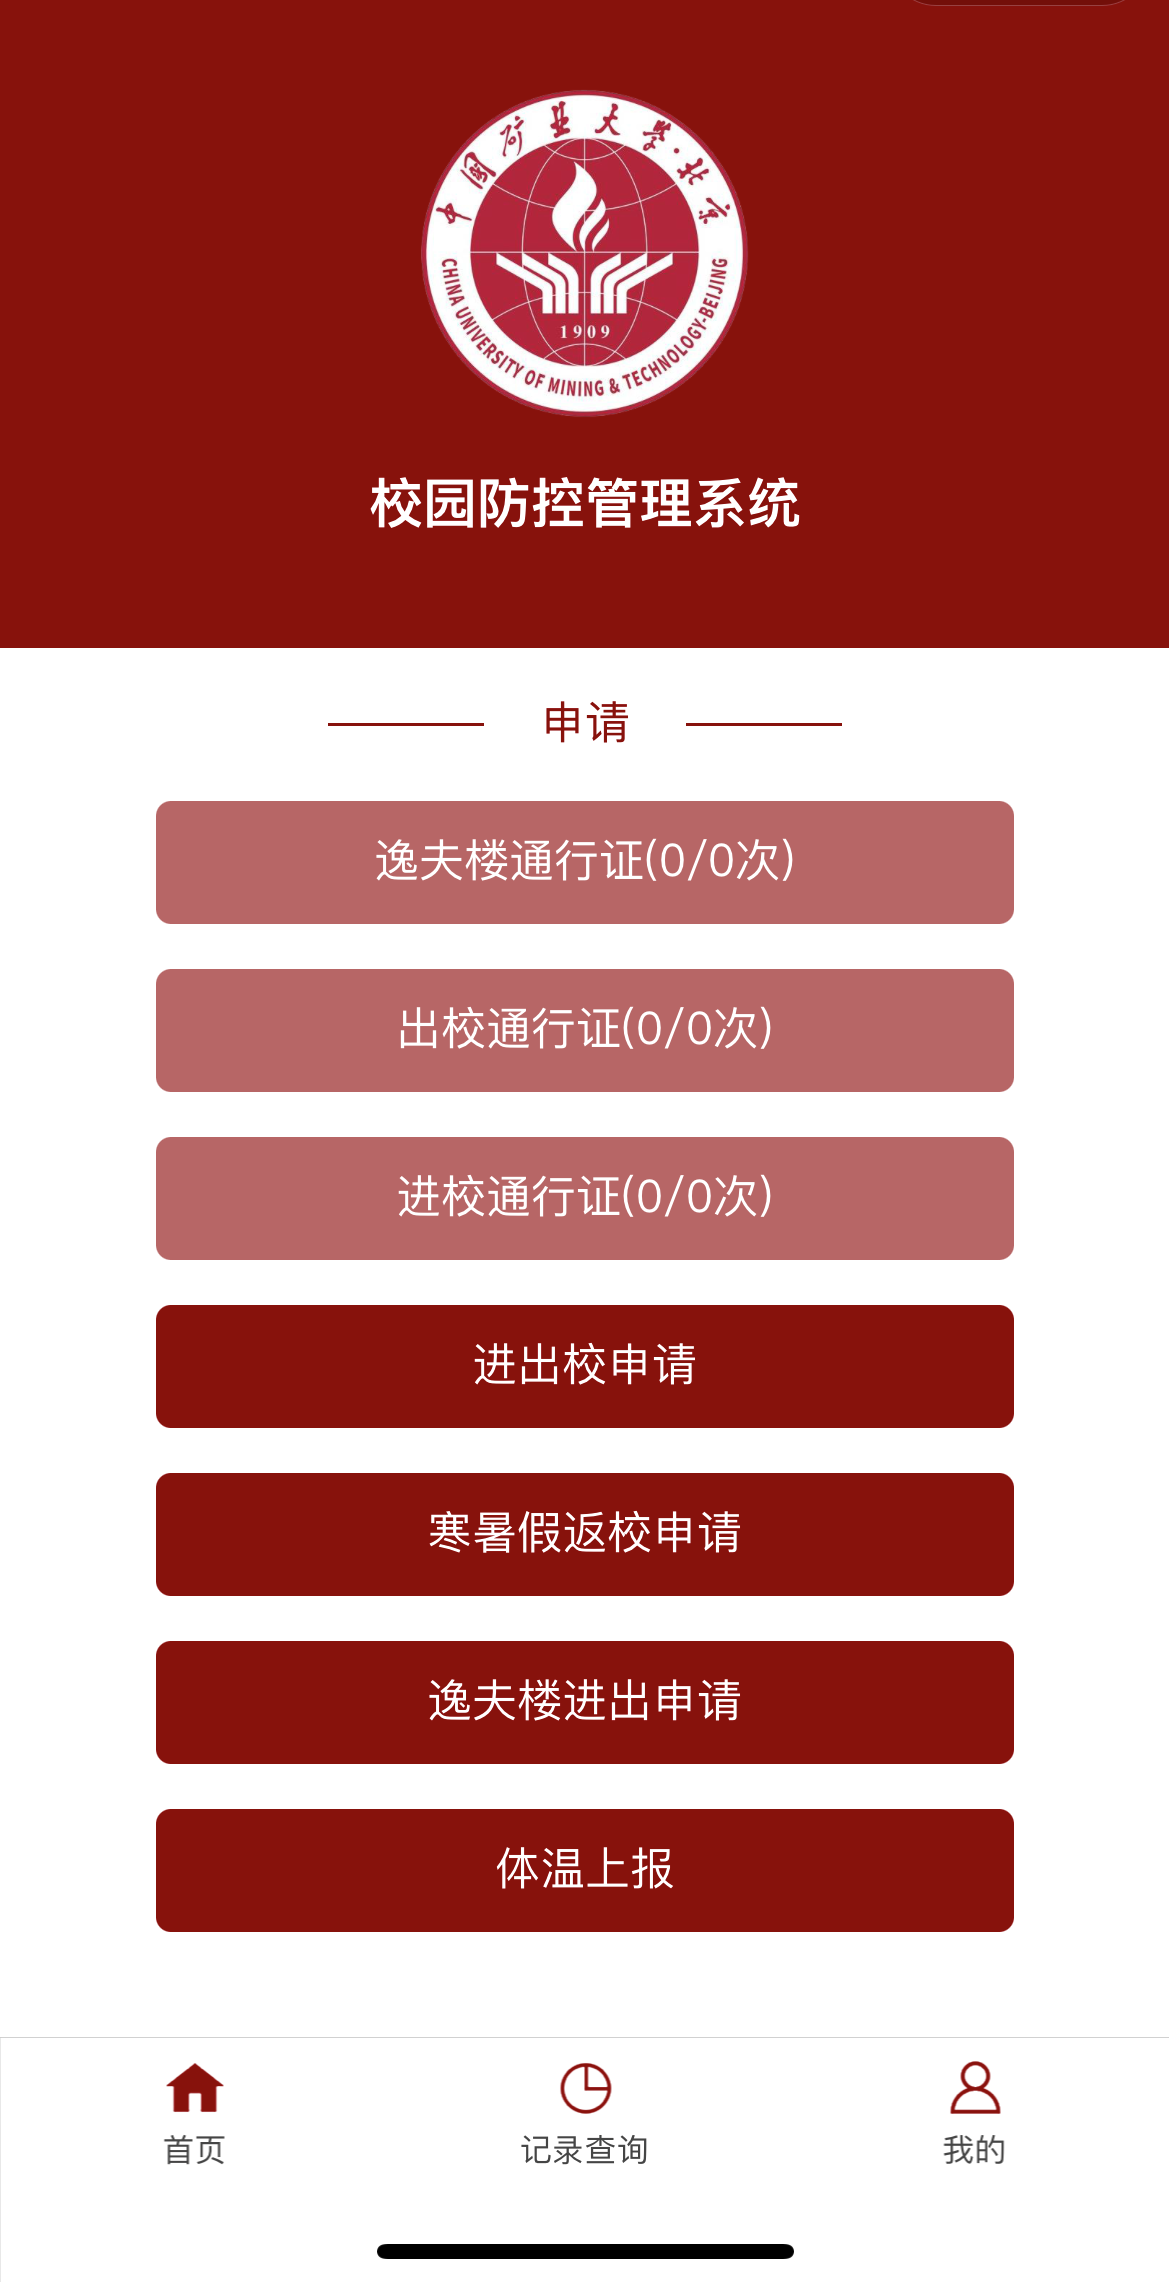 中国矿业大学·北京
1909
CHINA UNIVERSITY OF MINING & TECHNOLOGY-BEIJING
校园防控管理系统
申请
逸夫楼通行证(0/0次)
出校通行证(0/0次)
进校通行证(0/0次)
进出校申请
寒暑假返校申请
逸夫楼进出申请
体温上报
首页
记录查询
我的